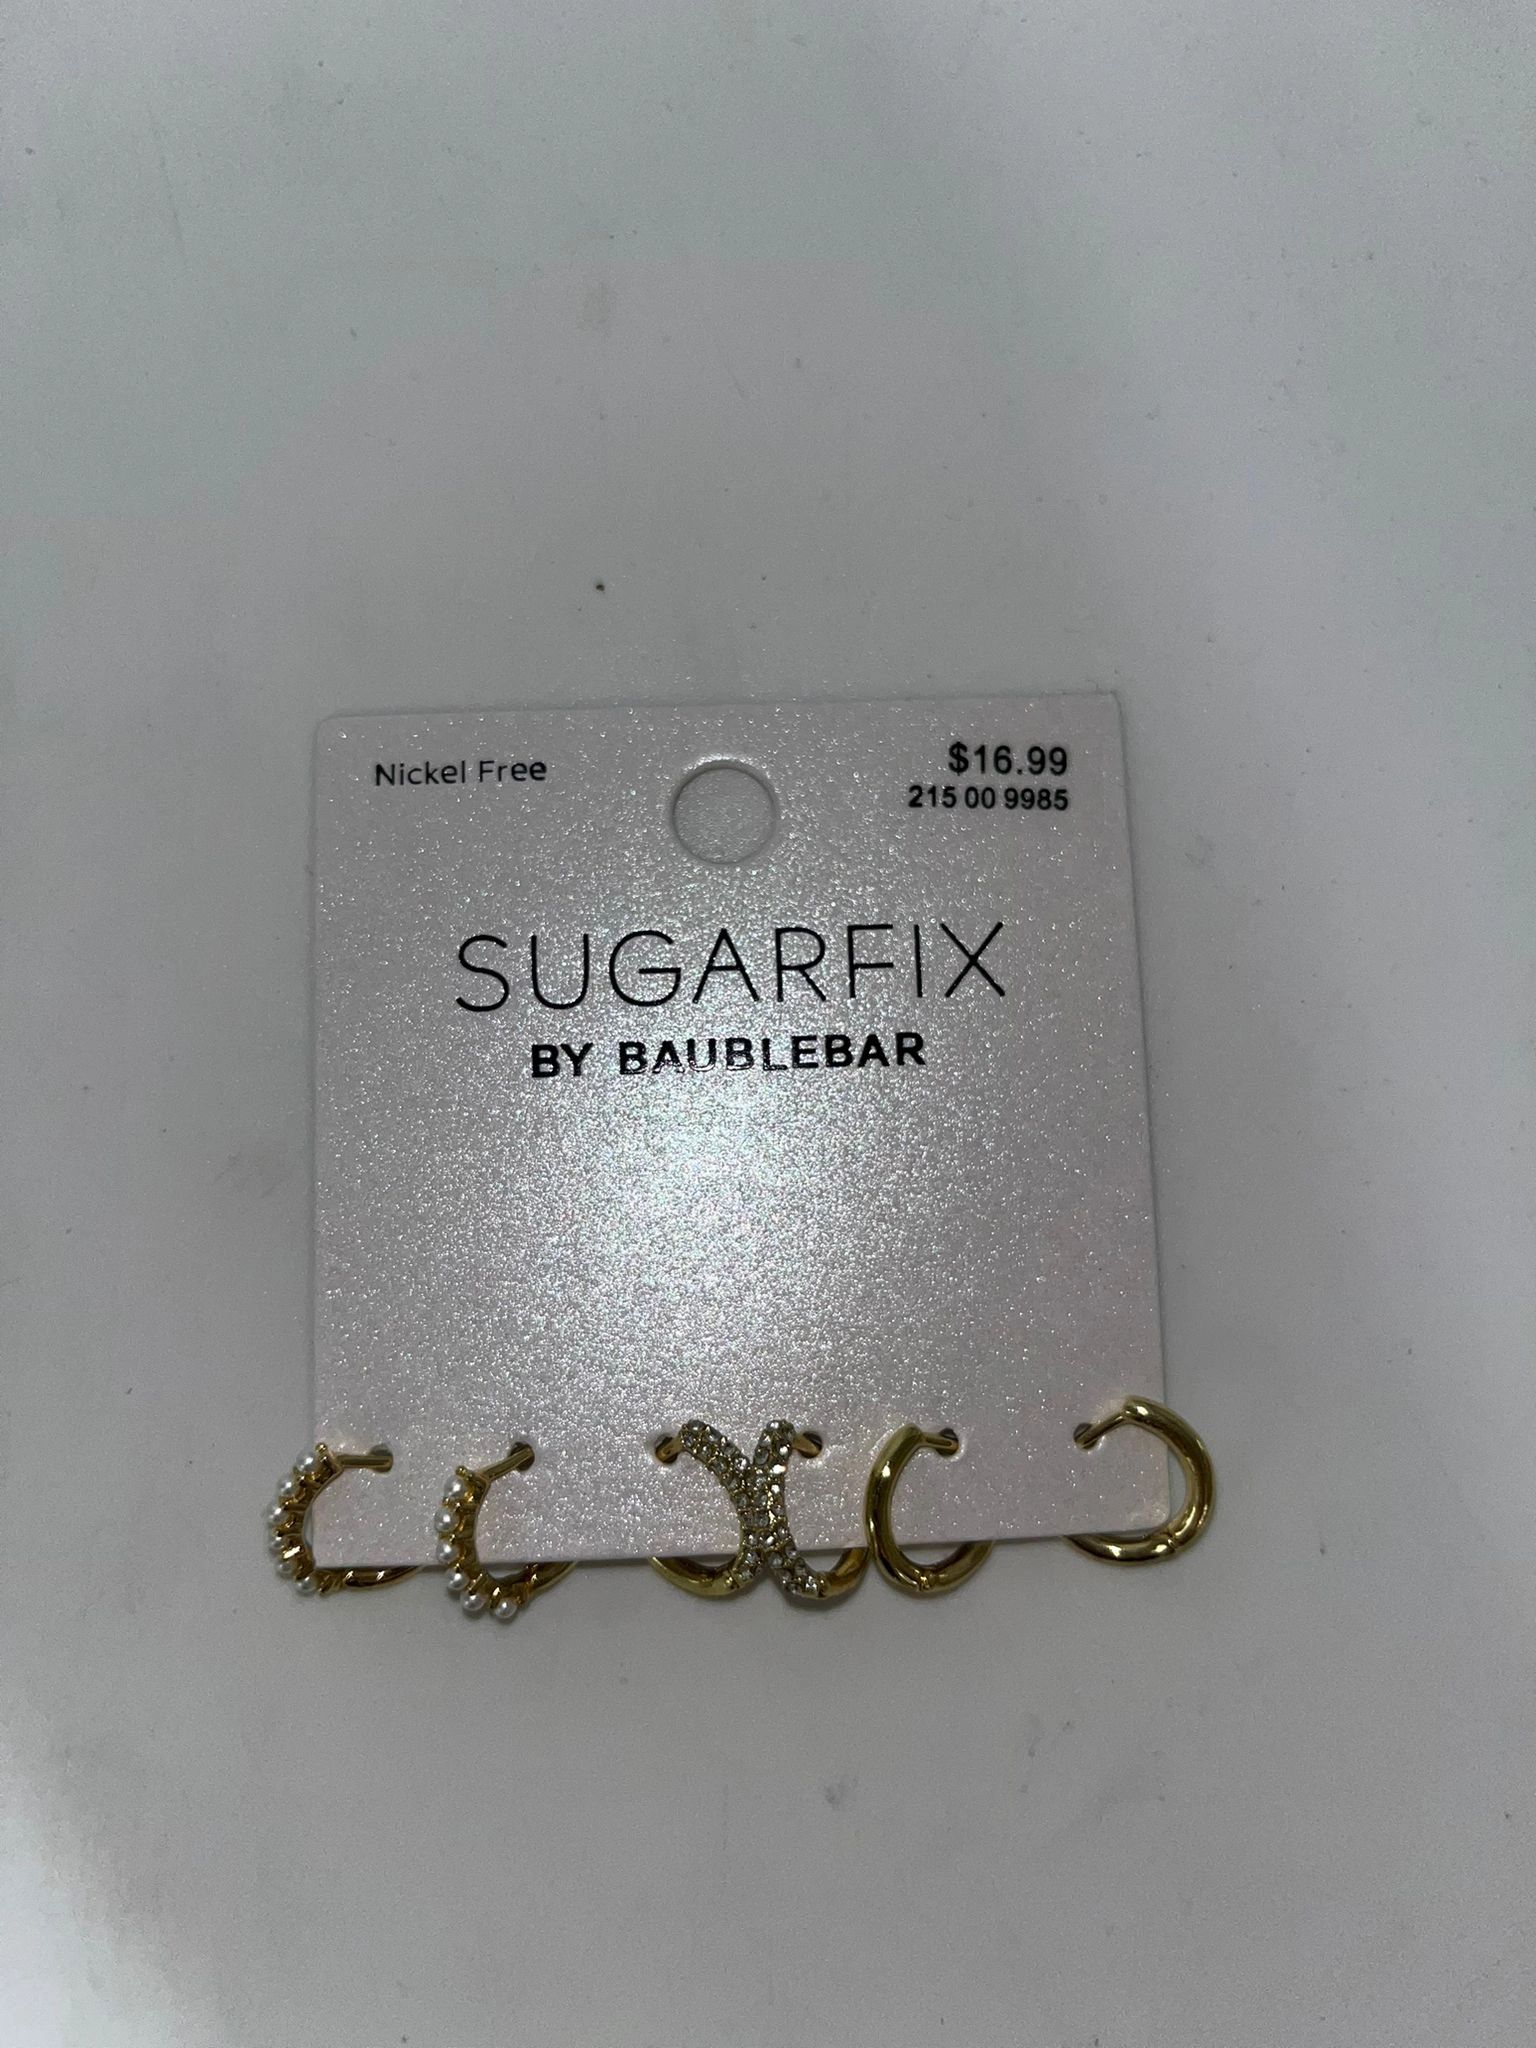 Nickel Free
$16.99
215 00 9985
SUGARFIX
BY BAUBLEBAR